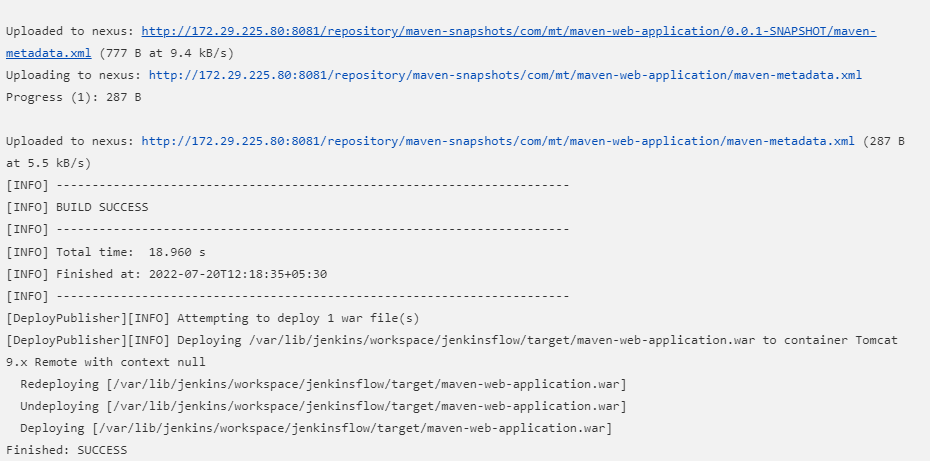 Uploaded to nexus: http://172.29.225.80:8081/repository/maven-snapshots/com/mt/maven-web-application/0.0.1-SNAPSHOT/maven-
metadata.xml (777 B at 9.4 kB/s)
Uploading to nexus: http://172.29.225.80:8081/repository/maven-snapshots/com/mt/maven-web-application/maven-metadata.xml
Progress (1): 287 B
Uploaded to nexus: http://172.29.225.80:8081/repository/maven-snapshots/com/mt/maven-web-application/maven-metadata.xml (287 B
at 5.5 kB/s)
[INFO] ------------------------------------------------------------------------
[INFO] BUILD SUCCESS
[INFO] ------------------------------------------------------------------------
[INFO] Total time:  18.960 s
[INFO] Finished at: 2022-07-20T12:18:35+05:30
[INFO] ------------------------------------------------------------------------
[DeployPublisher][INFO] Attempting to deploy 1 war file(s)
[DeployPublisher][INFO] Deploying /var/lib/jenkins/workspace/jenkinsflow/target/maven-web-application.war to container Tomcat
9.x Remote with context null
  Redeploying [/var/lib/jenkins/workspace/jenkinsflow/target/maven-web-application.war]
  Undeploying [/var/lib/jenkins/workspace/jenkinsflow/target/maven-web-application.war]
  Deploying [/var/lib/jenkins/workspace/jenkinsflow/target/maven-web-application.war]
Finished: SUCCESS